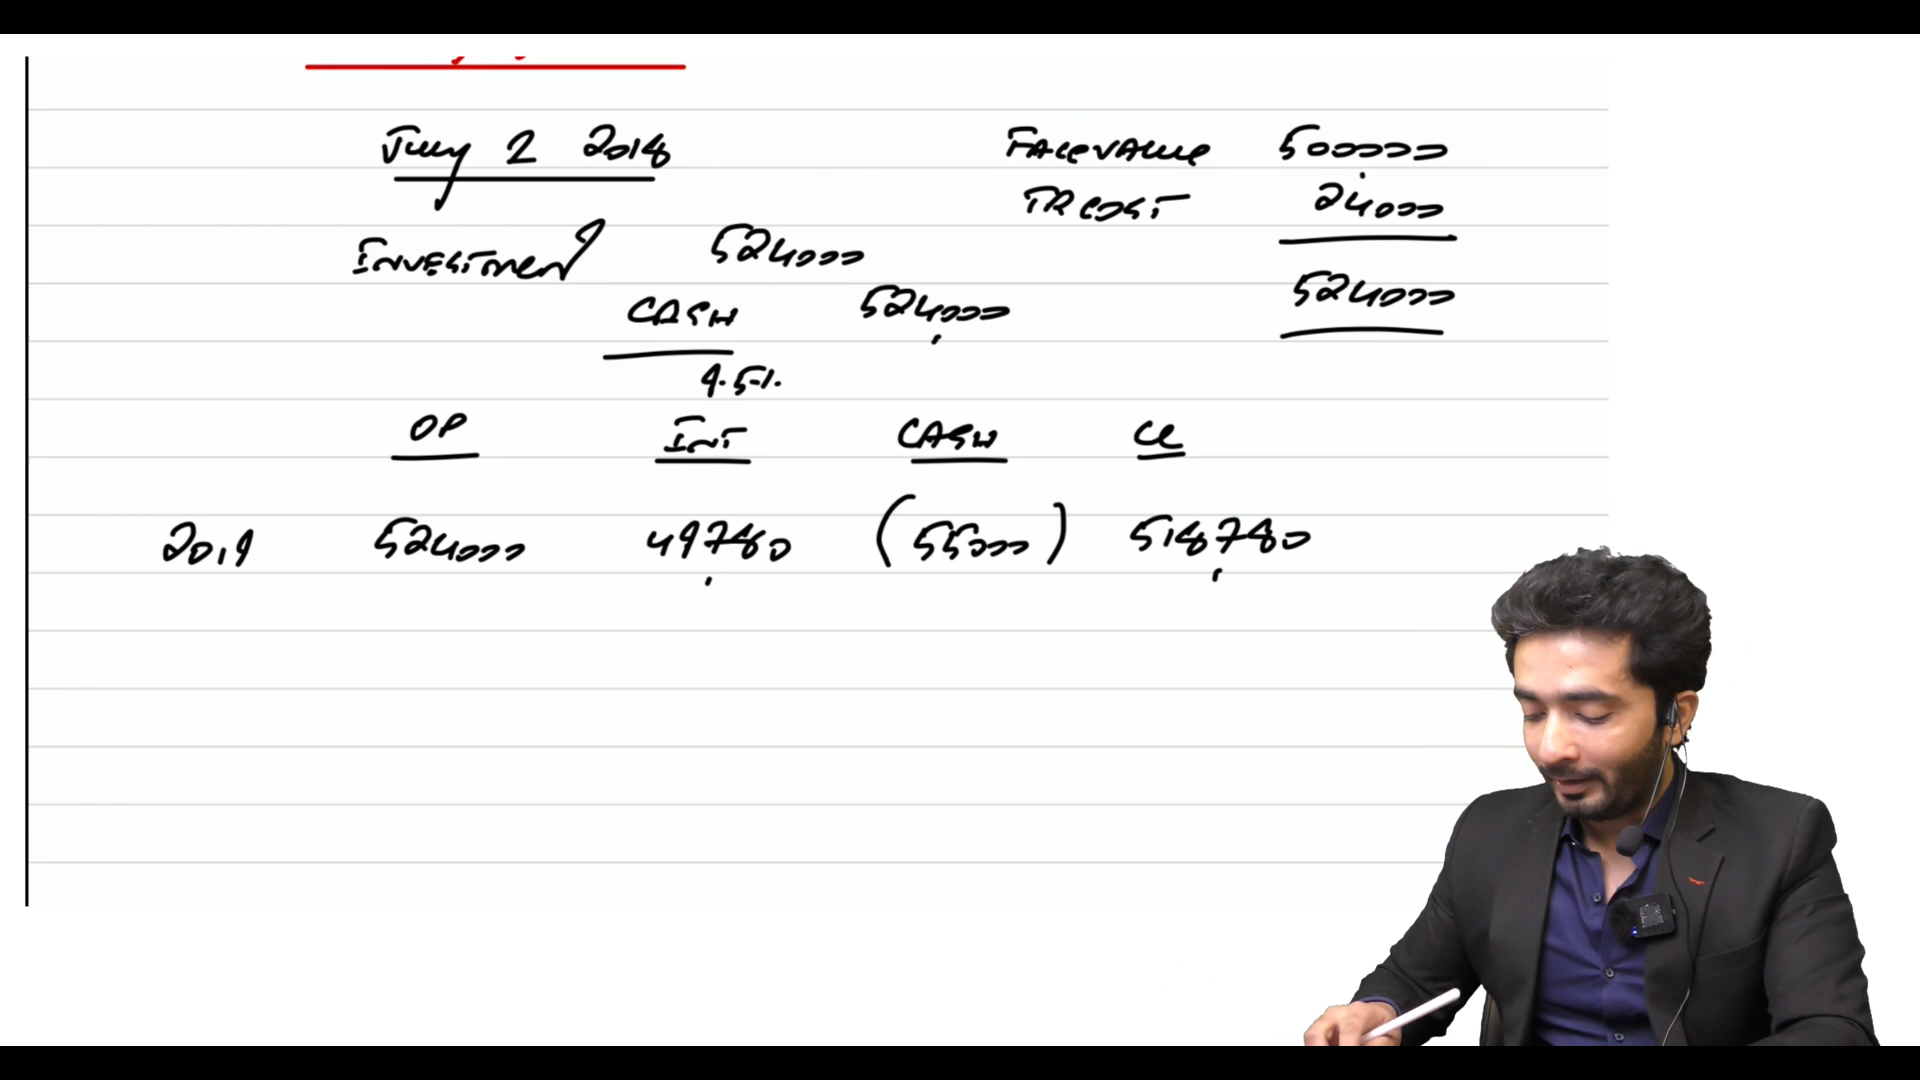 July 2 2018
FACE VALUE 500000
TR COST 24000
INVESTMENT 524000
524000
CASH 524000
9.5%
OP INT CASH CL
2019 524000 49780 (55000) 518780